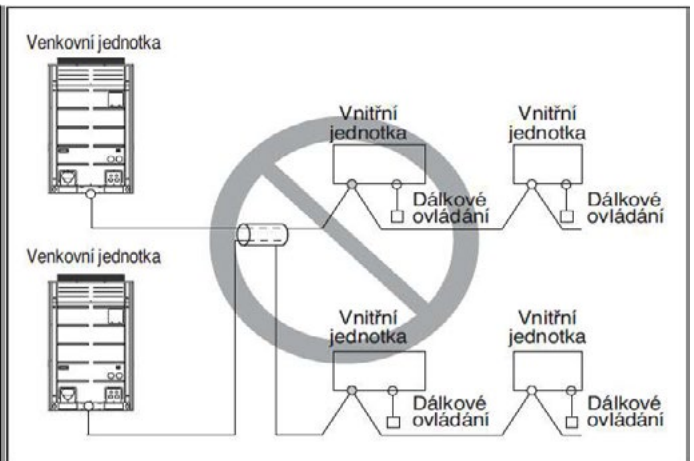 Venkovní jednotka
Vnitřní
jednotka
Vnitřní
jednotka
Dálkové
ovládání
Dálkové
ovládání
Venkovní jednotka
Vnitřní
jednotka
Vnitřní
jednotka
Dálkové
ovládání
Dálkové
ovládání